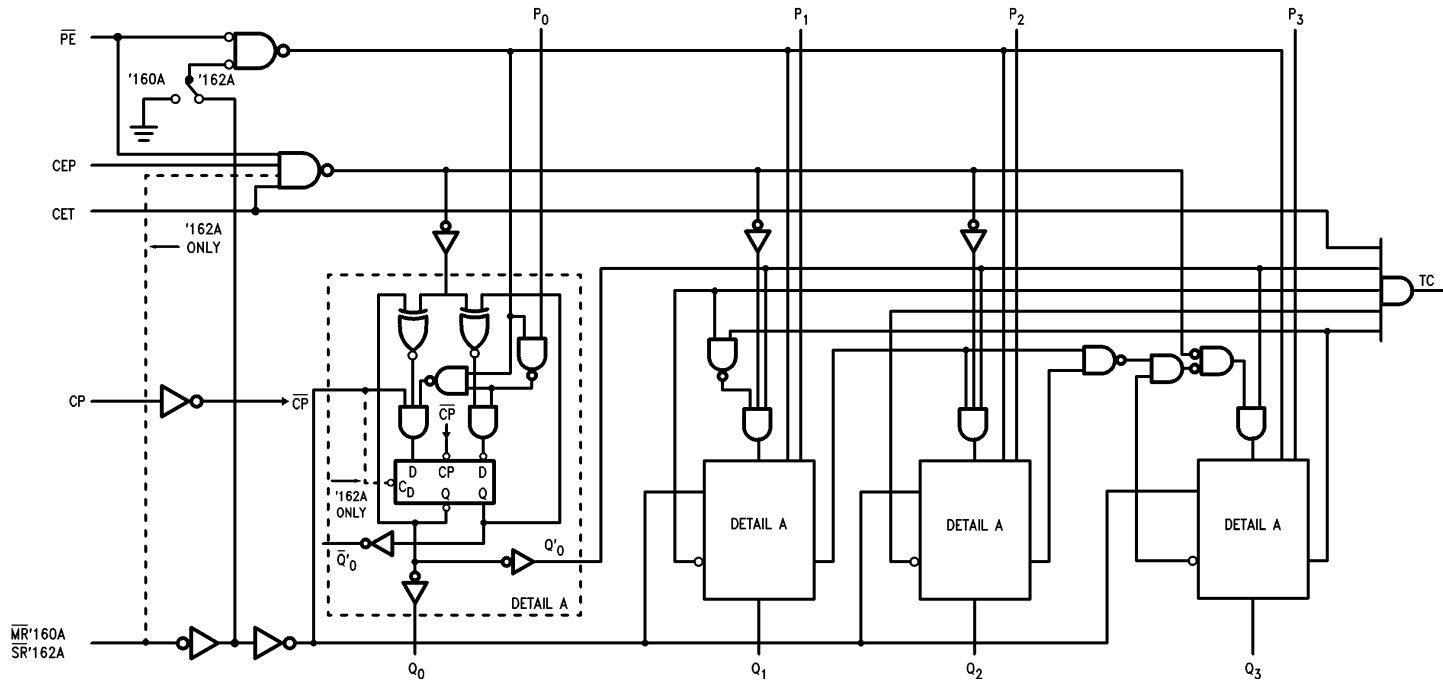 P0 P1 P2 P3
PE
'160A '162A
CEP
CET
'162A
ONLY
TC
CP CP
CP
D CP D
CD Q Q
'162A
ONLY
DETAIL A
DETAIL A
DETAIL A
Q'0
Q'0
DETAIL A
MR'160A
SR'162A
Q0 Q1 Q2 Q3